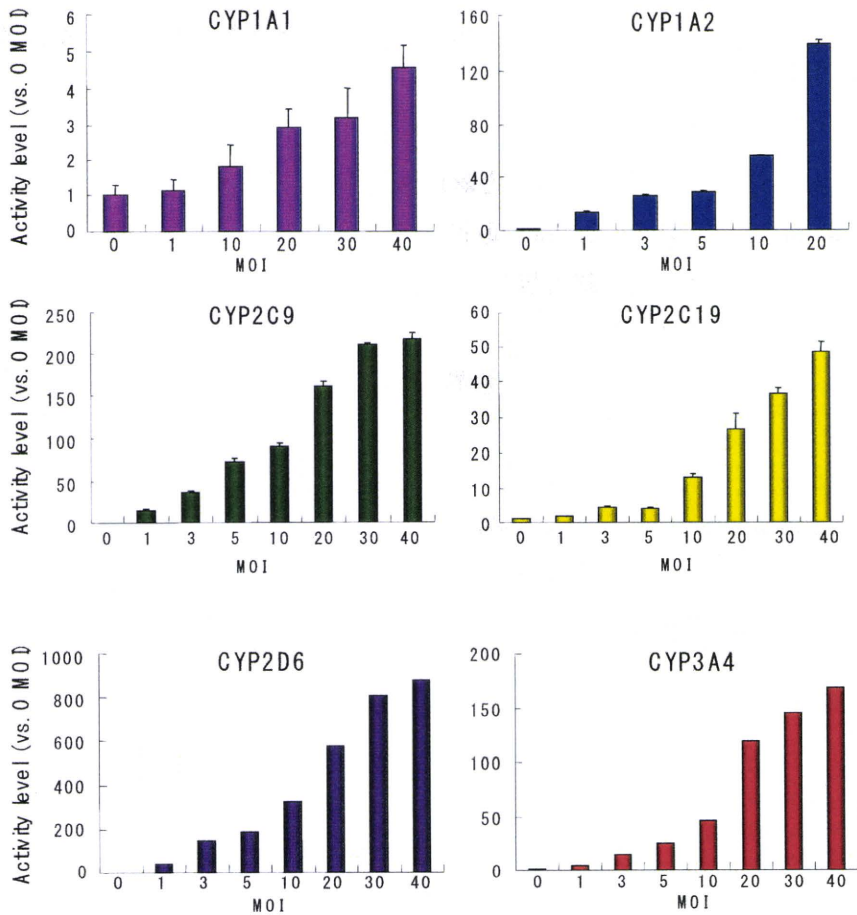 CYP1A1
Activity level (vs. 0 MOI)
6
5
4
3
2
1
0
0 1 10 20 30 40
MOI
CYP1A2
160
120
80
40
0
0 1 3 5 10 20
MOI
CYP2C9
Activity level (vs. 0 MOI)
250
200
150
100
50
0
0 1 3 5 10 20 30 40
MOI
CYP2C19
60
50
40
30
20
10
0
0 1 3 5 10 20 30 40
MOI
CYP2D6
Activity level (vs. 0 MOI)
1000
800
600
400
200
0
0 1 3 5 10 20 30 40
MOI
CYP3A4
200
150
100
50
0
0 1 3 5 10 20 30 40
MOI